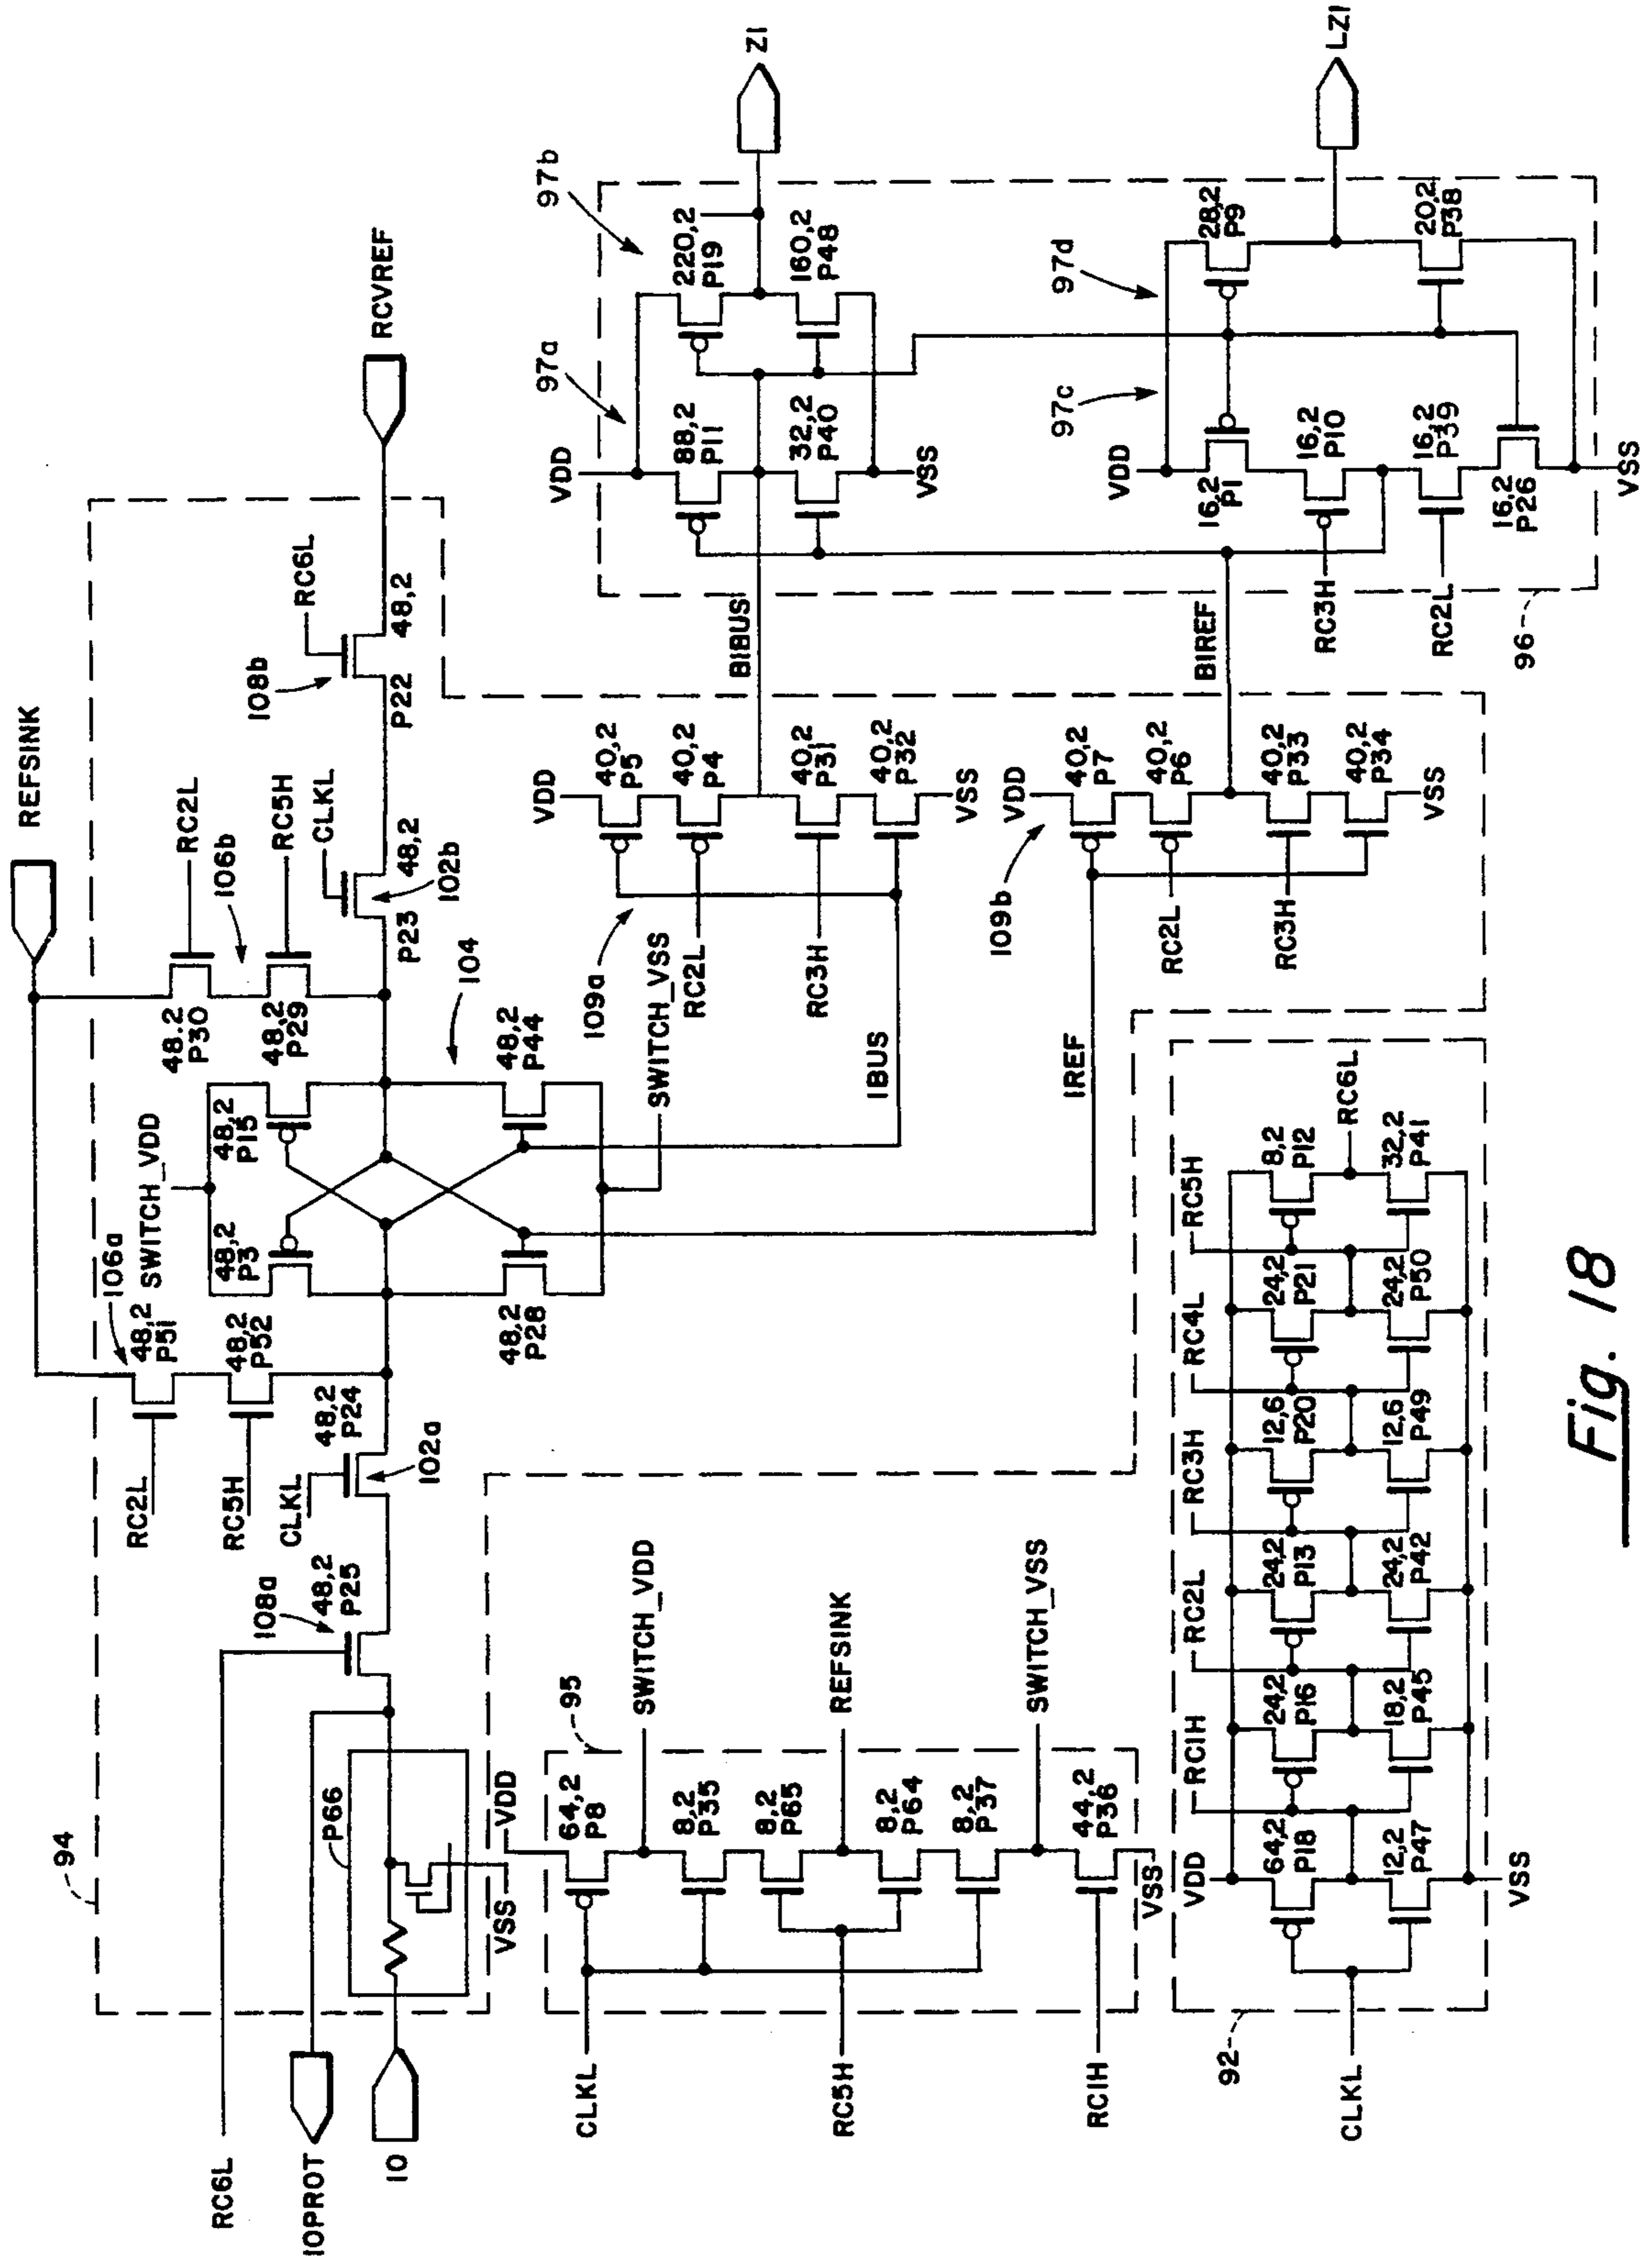 REFSINK
RCVREF
94
RC6L
10PROT
10
P66
VSS
108a
48,2
P25
CLKL
102a
48,2
P24
RC2L
RC5H
106a
48,2
P51
48,2
P52
SWITCH_VDD
48,2
P3
48,2
P15
48,2
P28
48,2
P44
104
48.2
P30
48,2
P29
RC2L
106b
RC5H
CLKL
P23
48,2
102b
108b
RC6L
P22
48,2
SWITCH_VSS
1BUS
1REF
109a
VDD
40,2
P5
40,2
P4
40,2
P31
40,2
P32
VSS
RC2L
RC3H
109b
VDD
40,2
P7
40,2
P6
40,2
P33
40,2
P34
VSS
RC2L
RC3H
B1BUS
B1REF
97a
97b
VDD
88,2
P11
220,2
P19
32,2
P40
160,2
P48
VSS
Z1
97c
97d
VDD
16,2
P1
28,2
P9
16,2
P10
16,2
P39
20,2
P38
16,2
P26
RC3H
RC2L
VSS
LZ1
96
95
VDD
64,2
P8
8,2
P35
8,2
P65
8,2
P64
8,2
P37
44,2
P36
VSS
CLKL
RC5H
RC1H
SWITCH_VDD
REFSINK
SWITCH_VSS
92
CLKL
VDD
RC1H
RC2L
RC3H
RC4L
RC5H
64,2
P18
24,2
P16
24,2
P13
12,6
P20
24,2
P21
8,2
P12
RC6L
12,2
P47
18,2
P45
24,2
P42
12,6
P49
24,2
P50
32,2
P41
VSS
Fig. 18